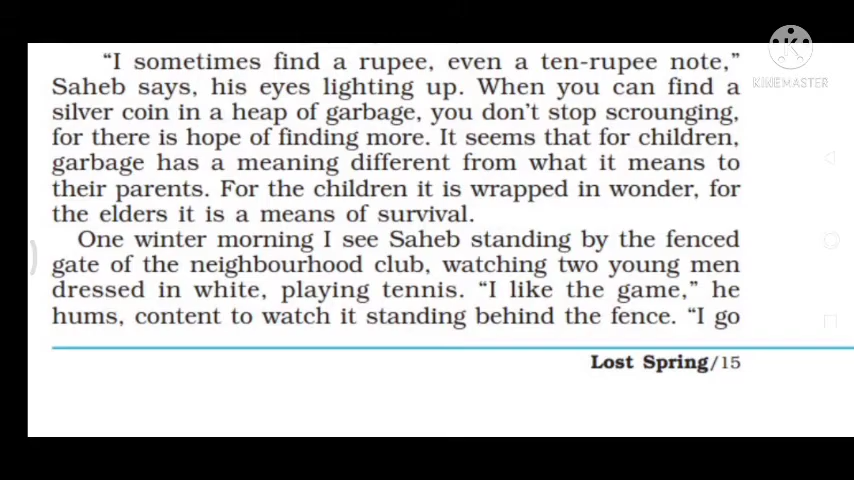 "I sometimes find a rupee, even a ten-rupee note,"
Saheb says, his eyes lighting up. When you can find a
silver coin in a heap of garbage, you don't stop scrounging,
for there is hope of finding more. It seems that for children,
garbage has a meaning different from what it means to
their parents. For the children it is wrapped in wonder, for
the elders it is a means of survival.
One winter morning I see Saheb standing by the fenced
gate of the neighbourhood club, watching two young men
dressed in white, playing tennis. "I like the game," he
hums, content to watch it standing behind the fence. "I go
Lost Spring/15
KINEMASTER